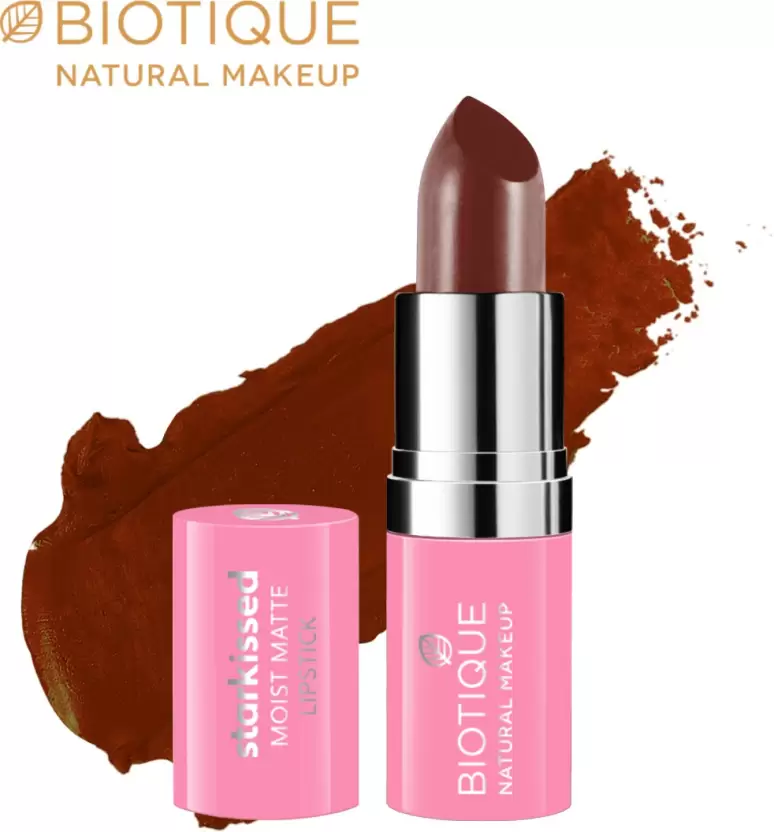 BIOTIQUE
NATURAL MAKEUP
starkissed
MOIST MATTE
LIPSTICK
BIOTIQUE
NATURAL MAKEUP